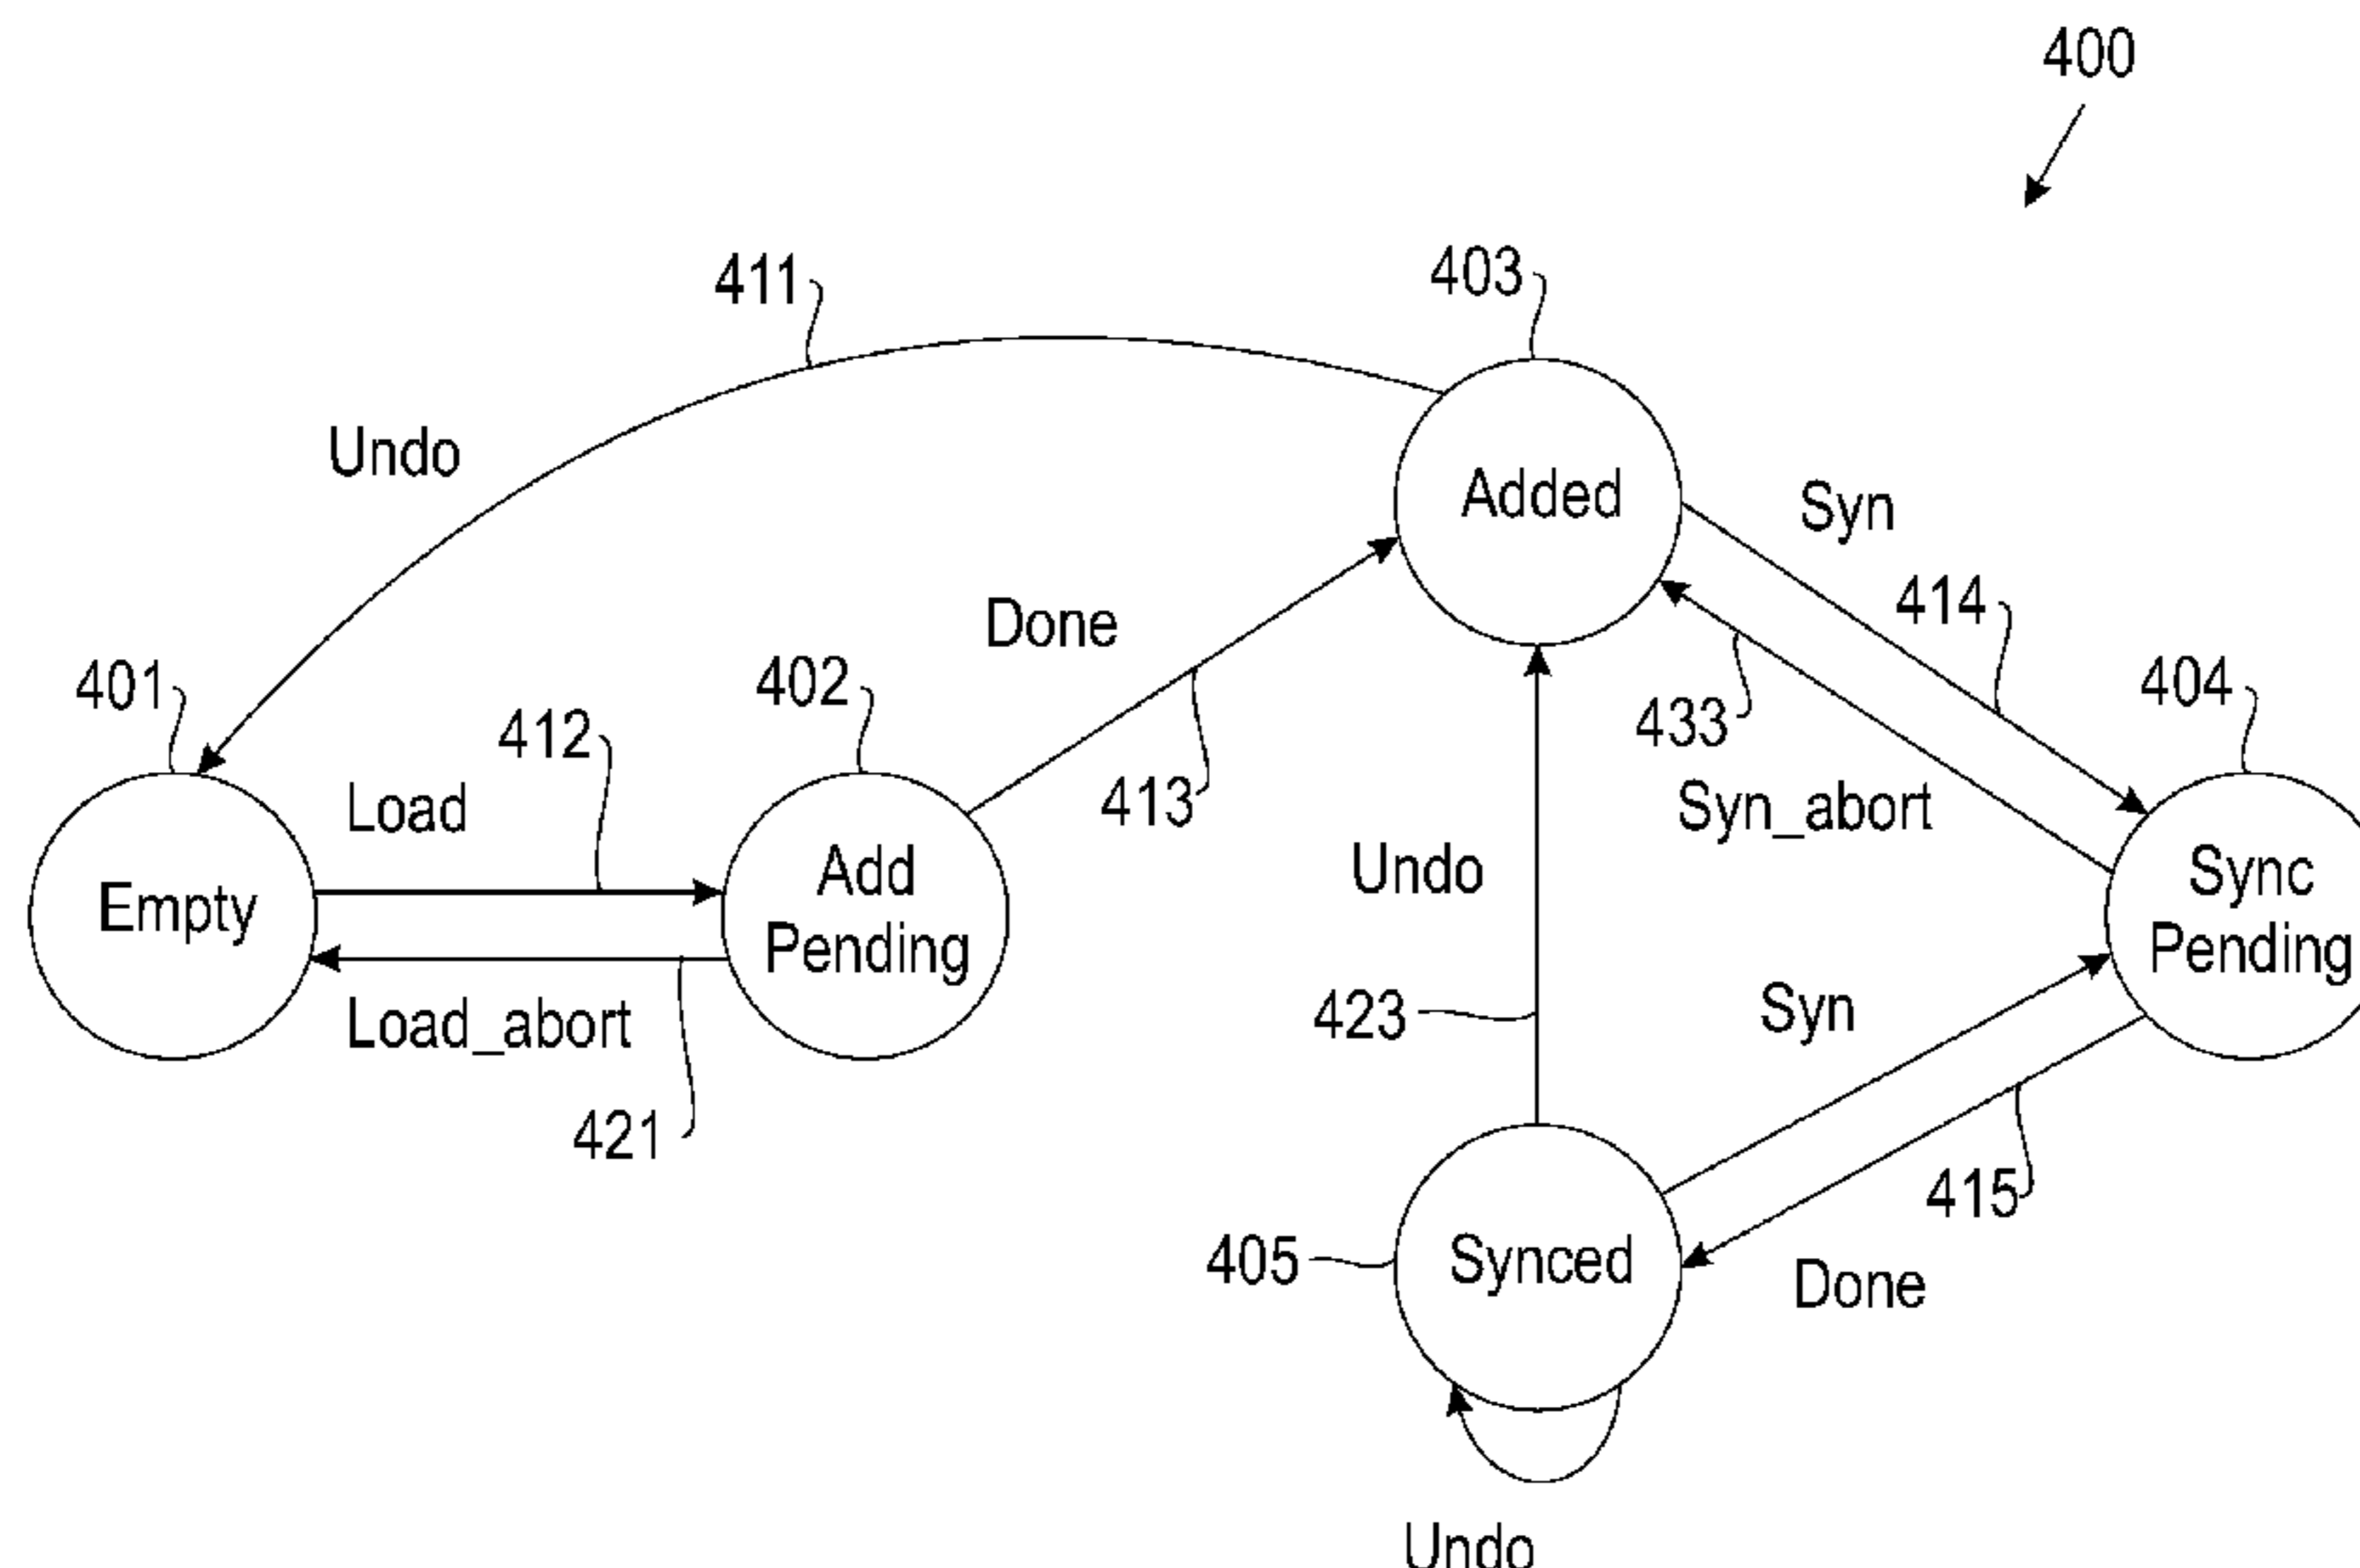 400
403
411
Undo
Added
Syn
414
Done
401
402
433
404
412
Load
413
Syn_abort
Empty
Add
Pending
Undo
Sync
Pending
Load_abort
423
Syn
421
415
405
Synced
Done
Undo